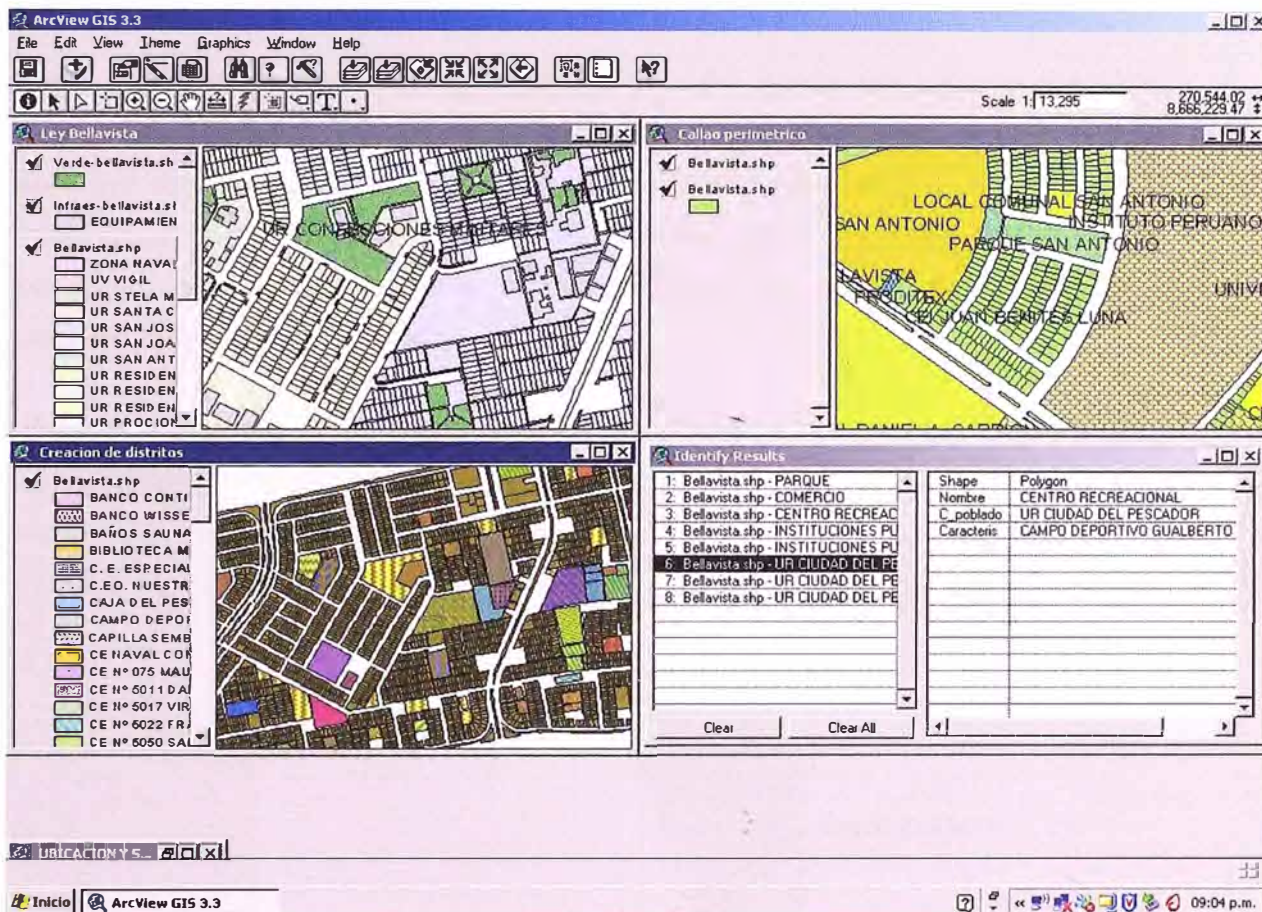 ArcView GIS 3.3
File Edit View Theme Graphics Window Help
Scale 1: 13,295
270,544.02
8,666,229.47
Ley Bellavista
Verde-bellavista.sh
Infraes-bellavista.sh
EQUIPAMIEN
Bellavista.shp
ZONA NAVAL
UV VIGIL
UR STELA M
UR SANTA C
UR SAN JOS
UR SAN JOA
UR SAN ANT
UR RESIDEN
UR RESIDEN
UR RESIDEN
UR PROCION
UR CONFECCIONES MILITARES
Callao perimetrico
Bellavista.shp
Bellavista.shp
LOCAL COMUNAL SAN ANTONIO
SAN ANTONIO
INSTITUTO PERUANO
PARQUE SAN ANTONIO
LAVISTA
PRODITEX
UNIV
CEI JUAN BENITES LUNA
DANIEL A. CARRION
Creacion de distritos
Bellavista.shp
BANCO CONTI
BANCO WISSE
BAÑOS SAUNA
BIBLIOTECA M
C. E. ESPECIAL
C.EO. NUESTR
CAJA DEL PES
CAMPO DEPOR
CAPILLA SEMB
CE NAVAL CON
CE Nº 075 MAU
CE Nº 5011 DA
CE Nº 5017 VIR
CE Nº 5022 FRA
CE Nº 5050 SAL
Identify Results
1: Bellavista.shp - PARQUE
2: Bellavista.shp - COMERCIO
3: Bellavista.shp - CENTRO RECREAC
4: Bellavista.shp - INSTITUCIONES PU
5: Bellavista.shp - INSTITUCIONES PU
6: Bellavista.shp - UR CIUDAD DEL PE
7: Bellavista.shp - UR CIUDAD DEL PE
8: Bellavista.shp - UR CIUDAD DEL PE
Shape Polygon
Nombre CENTRO RECREACIONAL
C_poblado UR CIUDAD DEL PESCADOR
Caracteris CAMPO DEPORTIVO GUALBERTO
Clear
Clear All
UBICACION Y S...
Inicio
ArcView GIS 3.3
09:04 p.m.